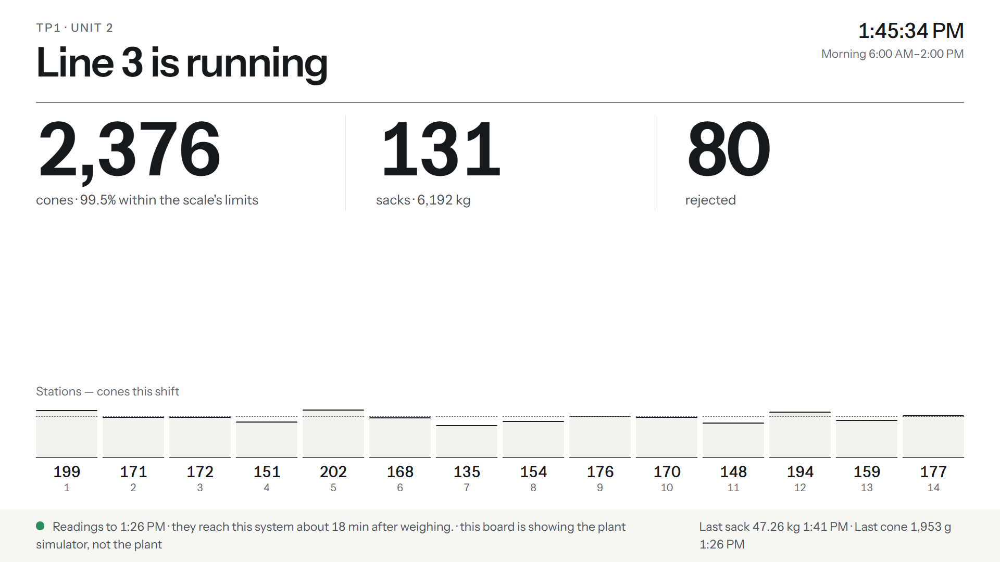 TP1 · UNIT 2
Line 3 is running
1:45:34 PM
Morning 6:00 AM–2:00 PM
2,376
cones · 99.5% within the scale's limits
131
sacks · 6,192 kg
80
rejected
Stations — cones this shift
199 171 172 151 202 168 135 154 176 170 148 194 159 177
1 2 3 4 5 6 7 8 9 10 11 12 13 14
Readings to 1:26 PM · they reach this system about 18 min after weighing. · this board is showing the plant
simulator, not the plant
Last sack 47.26 kg 1:41 PM · Last cone 1,953 g
1:26 PM